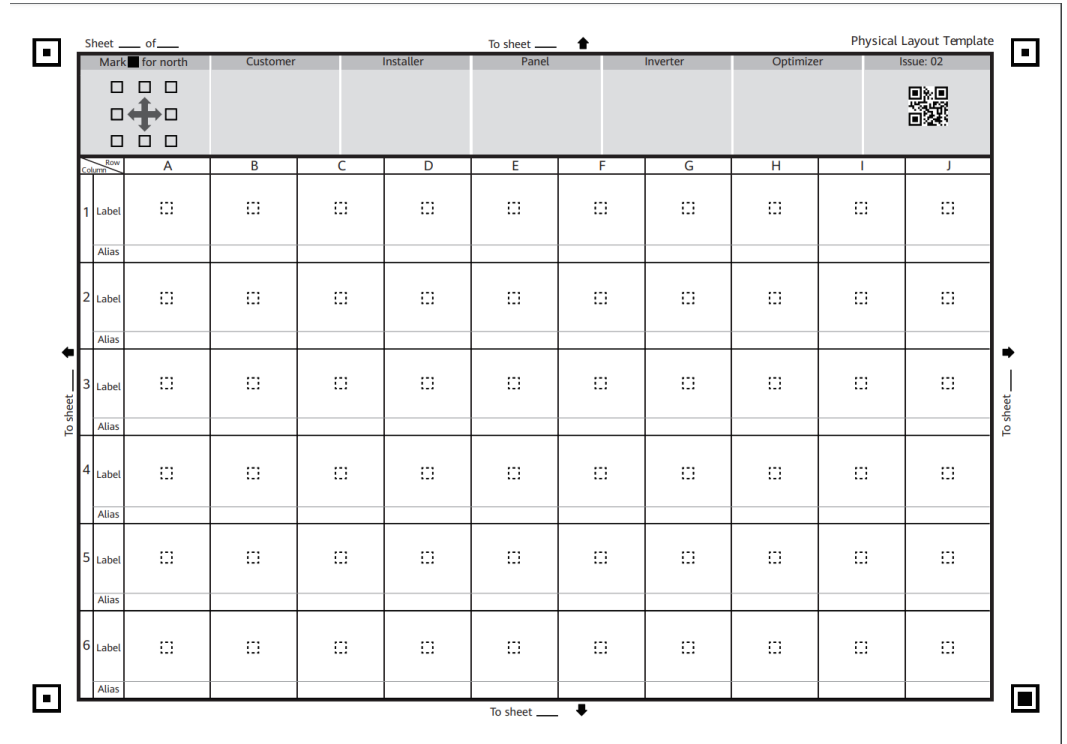 Sheet ___ of___
To sheet ___
Physical Layout Template
Mark for north
Customer
Installer
Panel
Inverter
Optimizer
Issue: 02
Row
Column
A B C D E F G H I J
1 Label
Alias
2 Label
Alias
3 Label
Alias
4 Label
Alias
5 Label
Alias
6 Label
Alias
To sheet ___
To sheet ___
To sheet ___